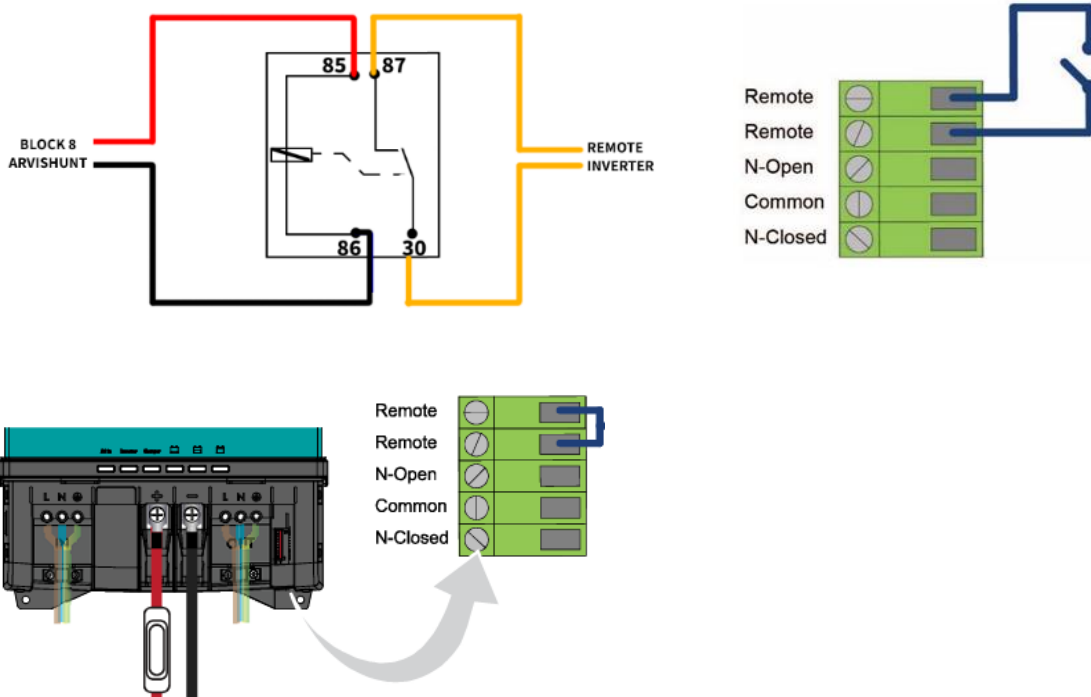 85 87
BLOCK 8
ARVISHUNT
REMOTE
INVERTER
86 30
Remote
Remote
N-Open
Common
N-Closed
Remote
Remote
N-Open
Common
N-Closed
L N
+ −
L N
IN